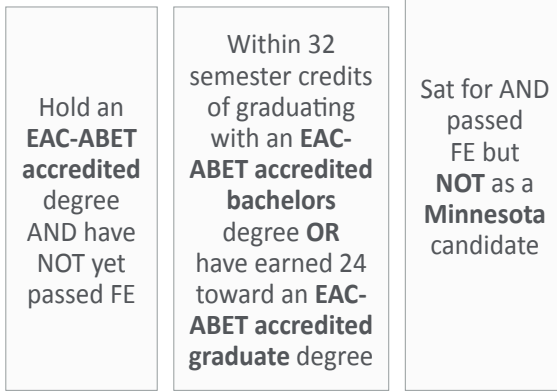 Hold an
EAC-ABET
accredited
degree
AND have
NOT yet
passed FE
Within 32
semester credits
of graduating
with an EAC-
ABET accredited
bachelors
degree OR
have earned 24
toward an EAC-
ABET accredited
graduate degree
Sat for AND
passed
FE but
NOT as a
Minnesota
candidate